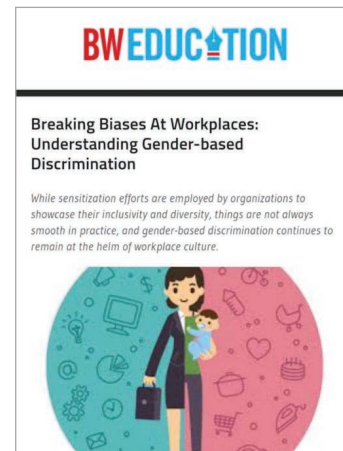 BWEDUCATION
Breaking Biases At Workplaces:
Understanding Gender-based
Discrimination
While sensitization efforts are employed by organizations to
showcase their inclusivity and diversity, things are not always
smooth in practice, and gender-based discrimination continues to
remain at the helm of workplace culture.